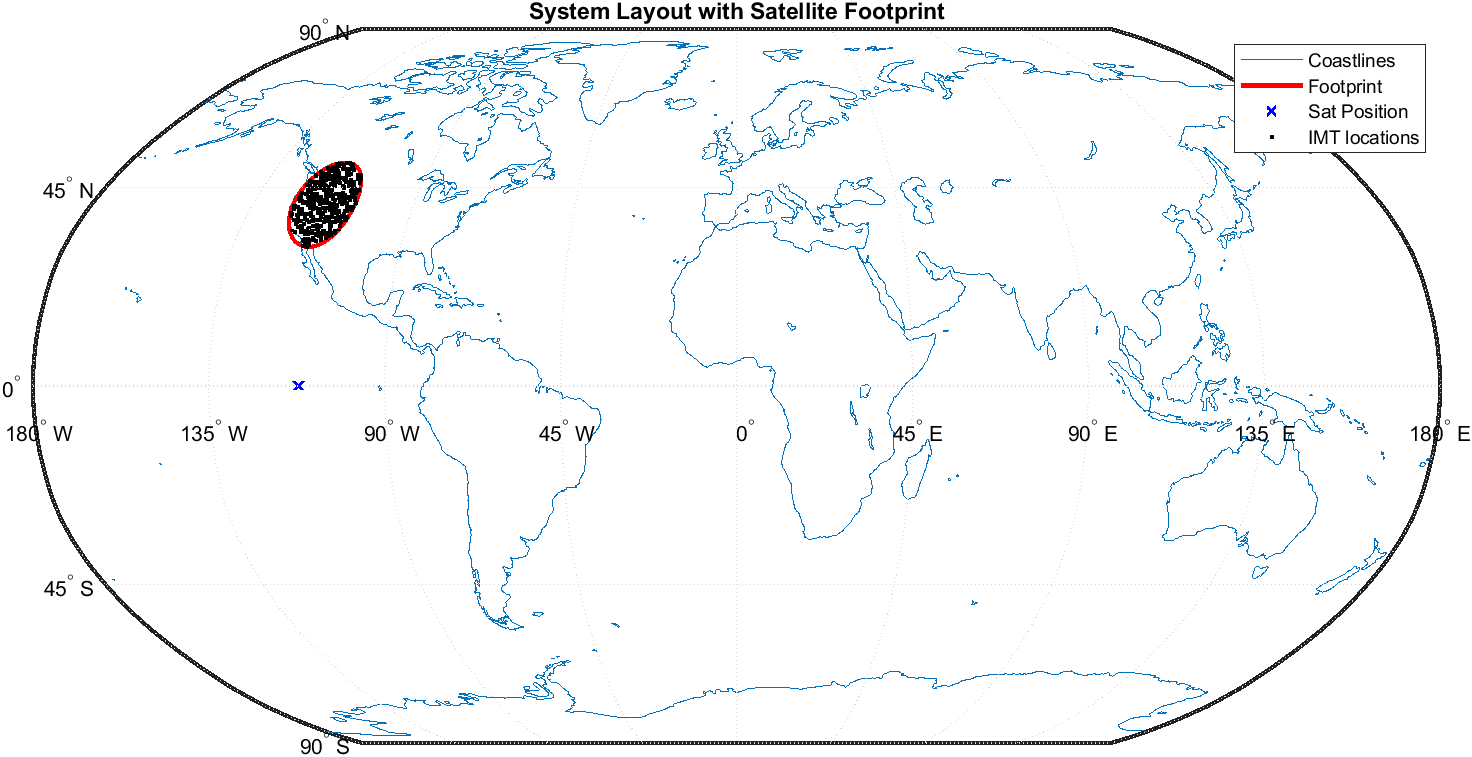 System Layout with Satellite Footprint
90° N
Coastlines
Footprint
Sat Position
IMT locations
45° N
0°
180° W 135° W 90° W 45° W 0° 45° E 90° E 135° E 180° E
45° S
90° S